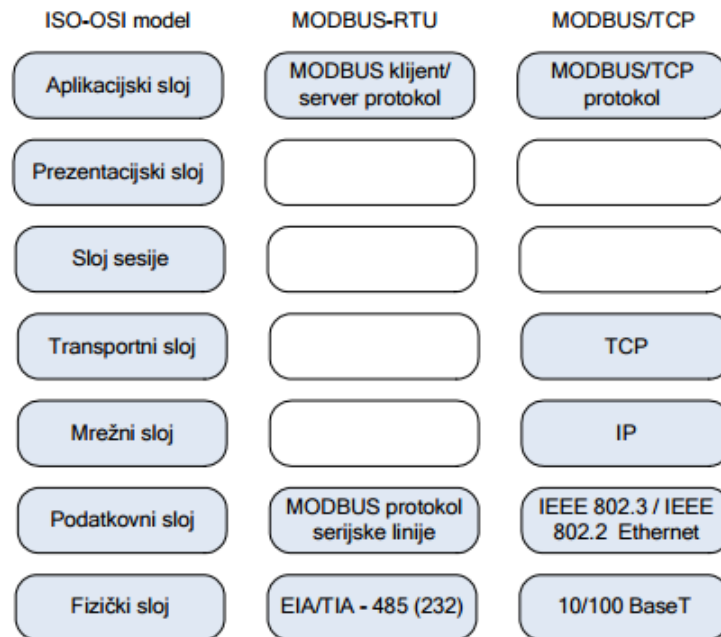 ISO-OSI model MODBUS-RTU MODBUS/TCP
Aplikacijski sloj
MODBUS klijent/
server protokol
MODBUS/TCP
protokol
Prezentacijski sloj
Sloj sesije
Transportni sloj
TCP
Mrežni sloj
IP
Podatkovni sloj
MODBUS protokol
serijske linije
IEEE 802.3 / IEEE
802.2 Ethernet
Fizički sloj
EIA/TIA - 485 (232)
10/100 BaseT